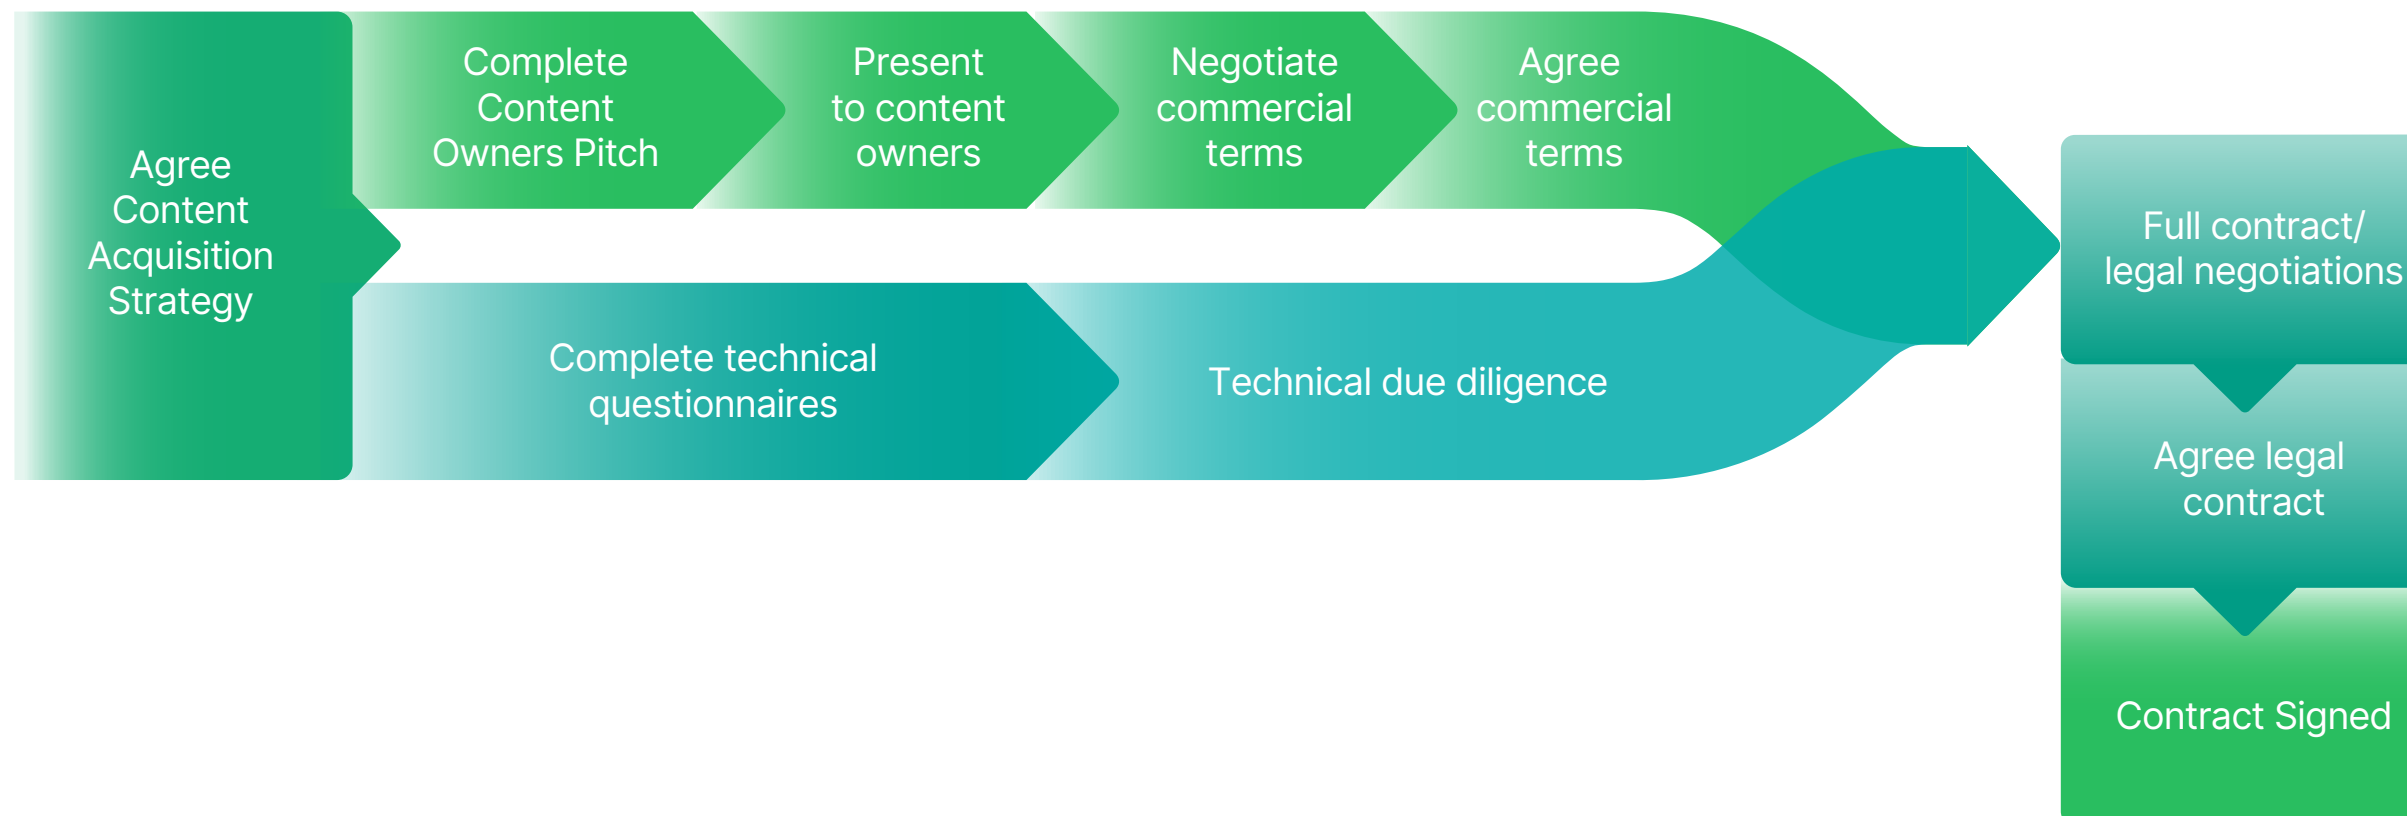 Agree
Content
Acquisition
Strategy
Complete
Content
Owners Pitch
Present
to content
owners
Negotiate
commercial
terms
Agree
commercial
terms
Complete technical
questionnaires
Technical due diligence
Full contract/
legal negotiations
Agree legal
contract
Contract Signed